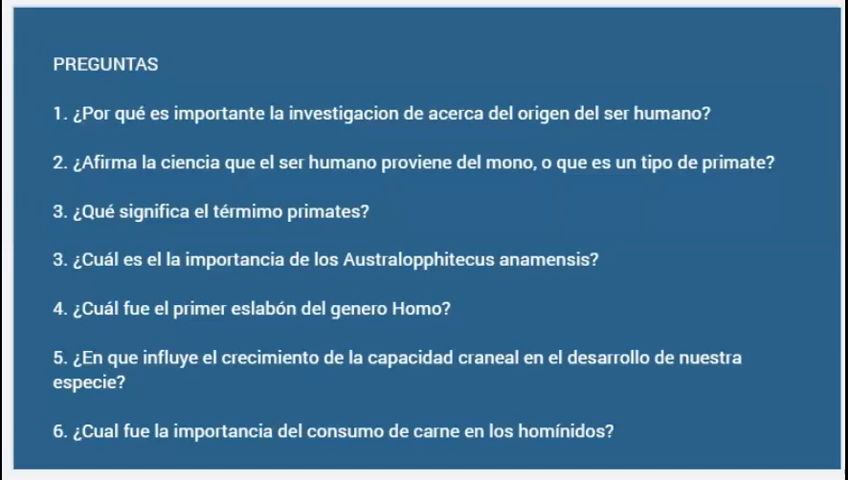 PREGUNTAS
1. ¿Por qué es importante la investigacion de acerca del origen del ser humano?
2. ¿Afirma la ciencia que el ser humano proviene del mono, o que es un tipo de primate?
3. ¿Qué significa el térmimo primates?
3. ¿Cuál es el la importancia de los Australopphitecus anamensis?
4. ¿Cuál fue el primer eslabón del genero Homo?
5. ¿En que influye el crecimiento de la capacidad craneal en el desarrollo de nuestra
especie?
6. ¿Cual fue la importancia del consumo de carne en los homínidos?